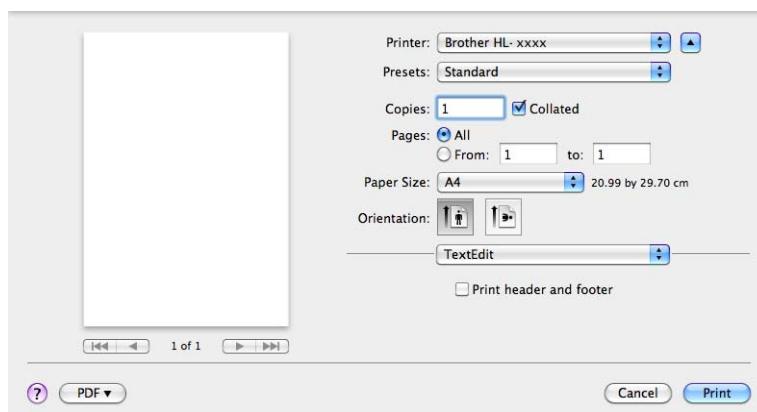 Printer: Brother HL- xxxx
Presets: Standard
Copies: 1 Collated
Pages: All
From: 1 to: 1
Paper Size: A4 20.99 by 29.70 cm
Orientation:
TextEdit
Print header and footer
1 of 1
? PDF▼ Cancel Print